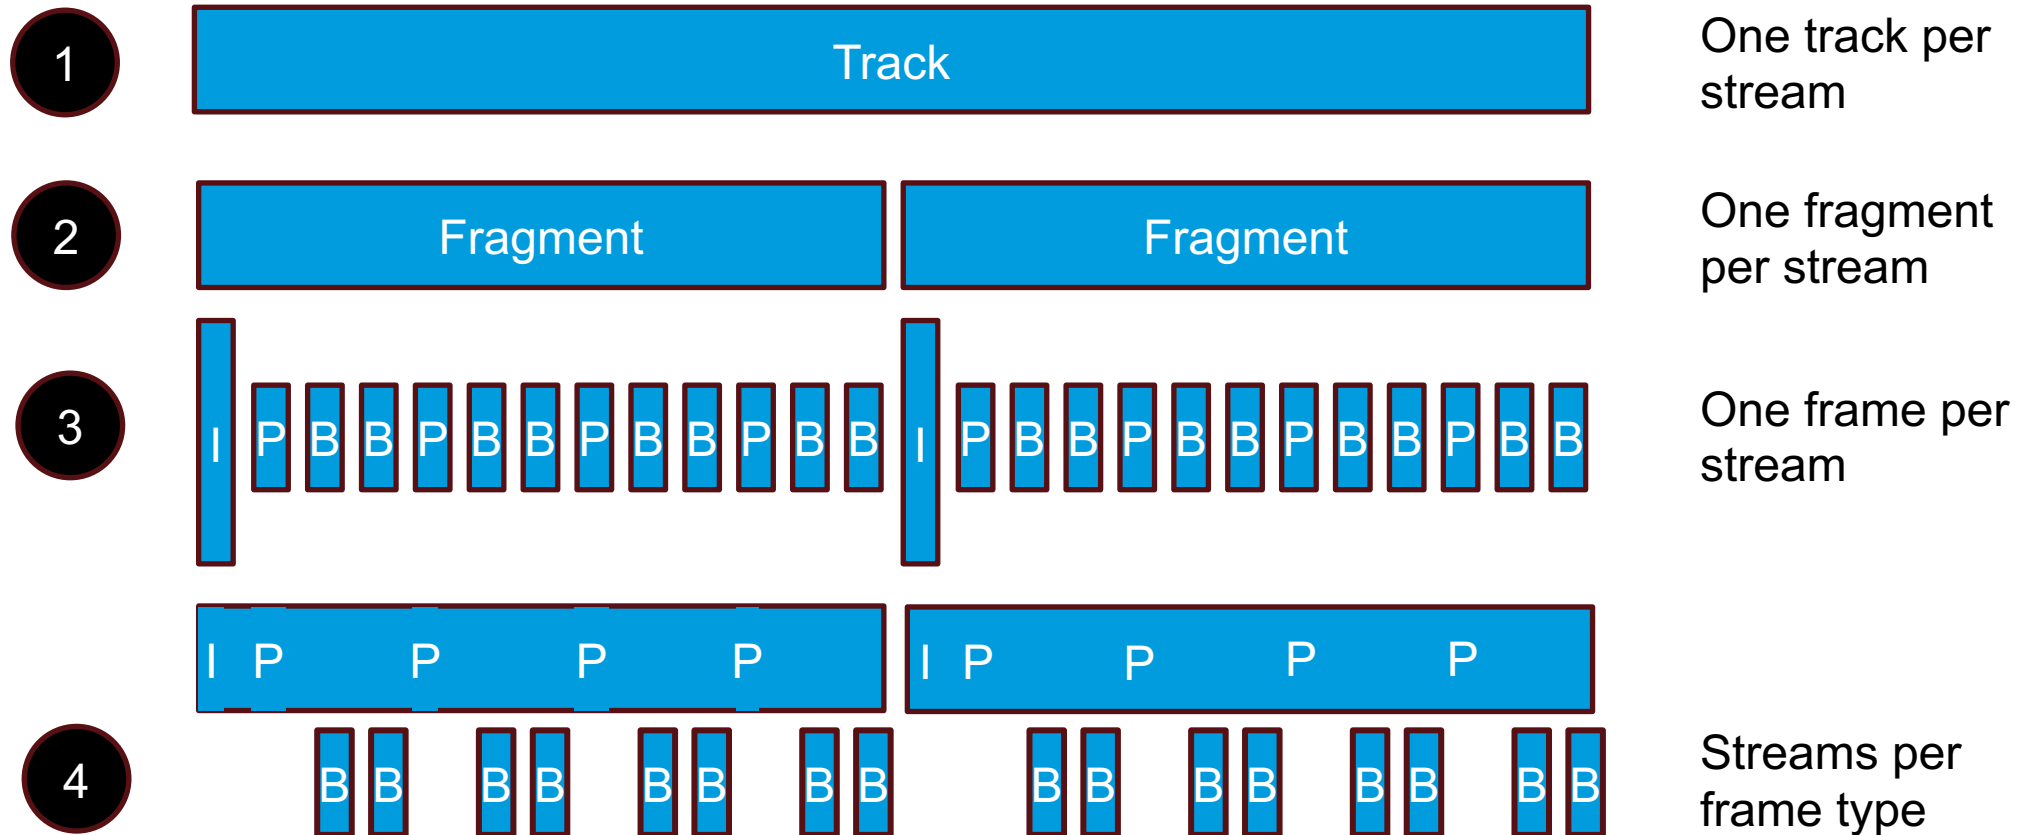 1 Track One track per
stream
2 Fragment Fragment One fragment
per stream
3 I P B B P B B P B B P B B I P B B P B B P B B P B B One frame per
stream
I P P P P I P P P P
4 B B B B B B B B B B B B B B B B Streams per
frame type